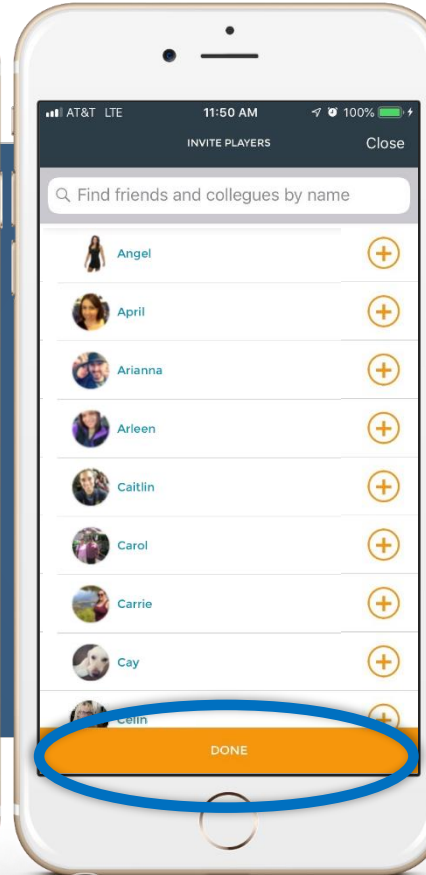 AT&T LTE 11:50 AM 100%
INVITE PLAYERS Close
Find friends and collegues by name
Angel
April
Arianna
Arleen
Caitlin
Carol
Carrie
Cay
Celin
DONE